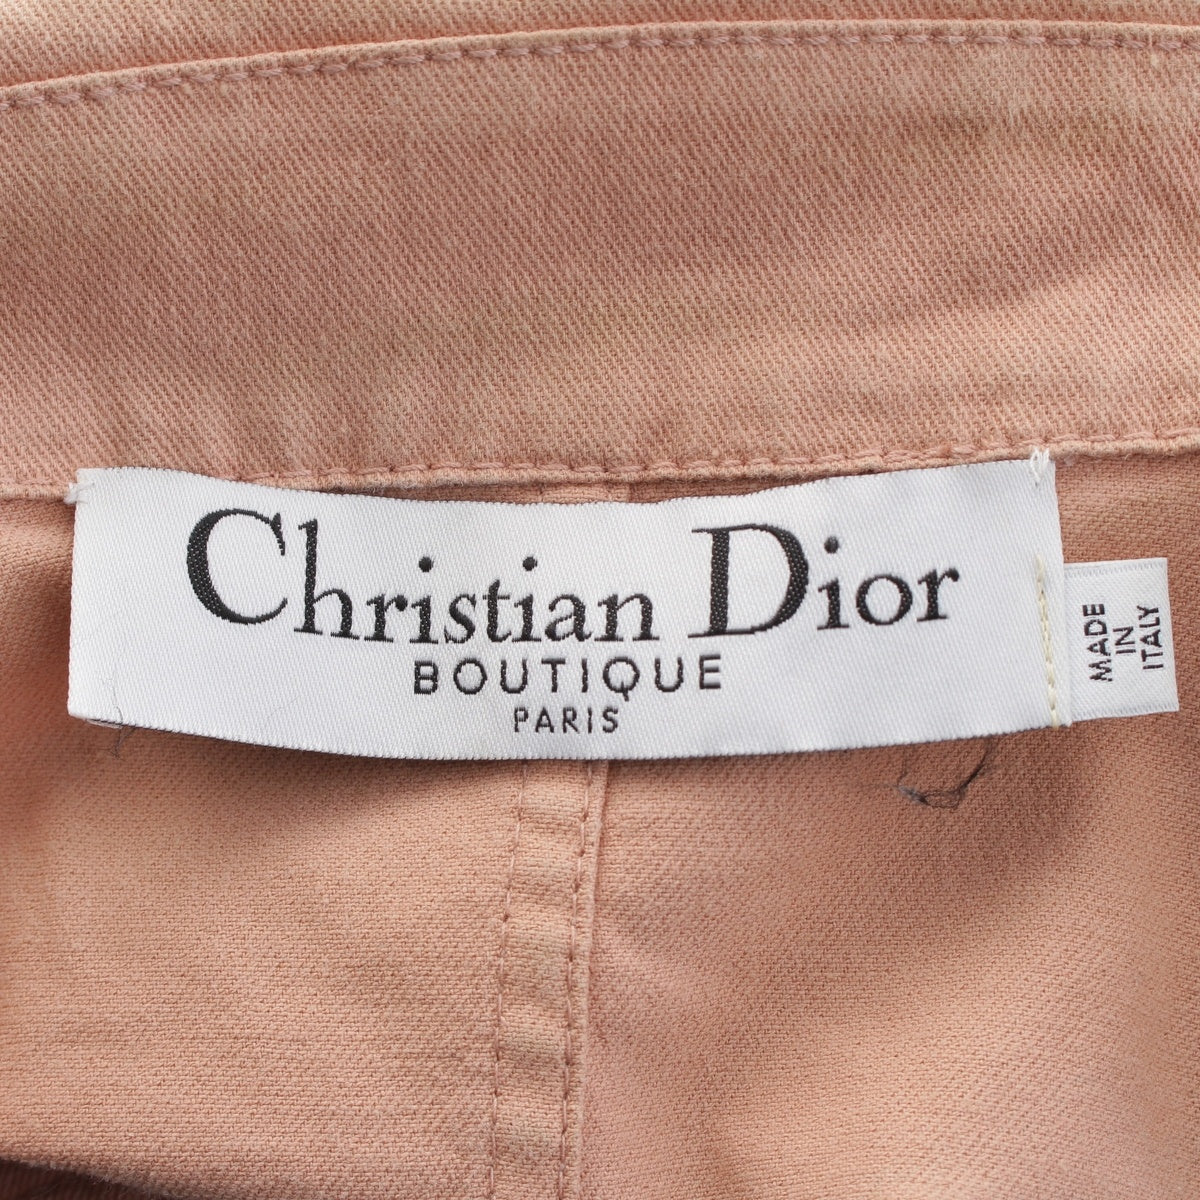 Christian Dior
BOUTIQUE
PARIS
MADE
IN
ITALY